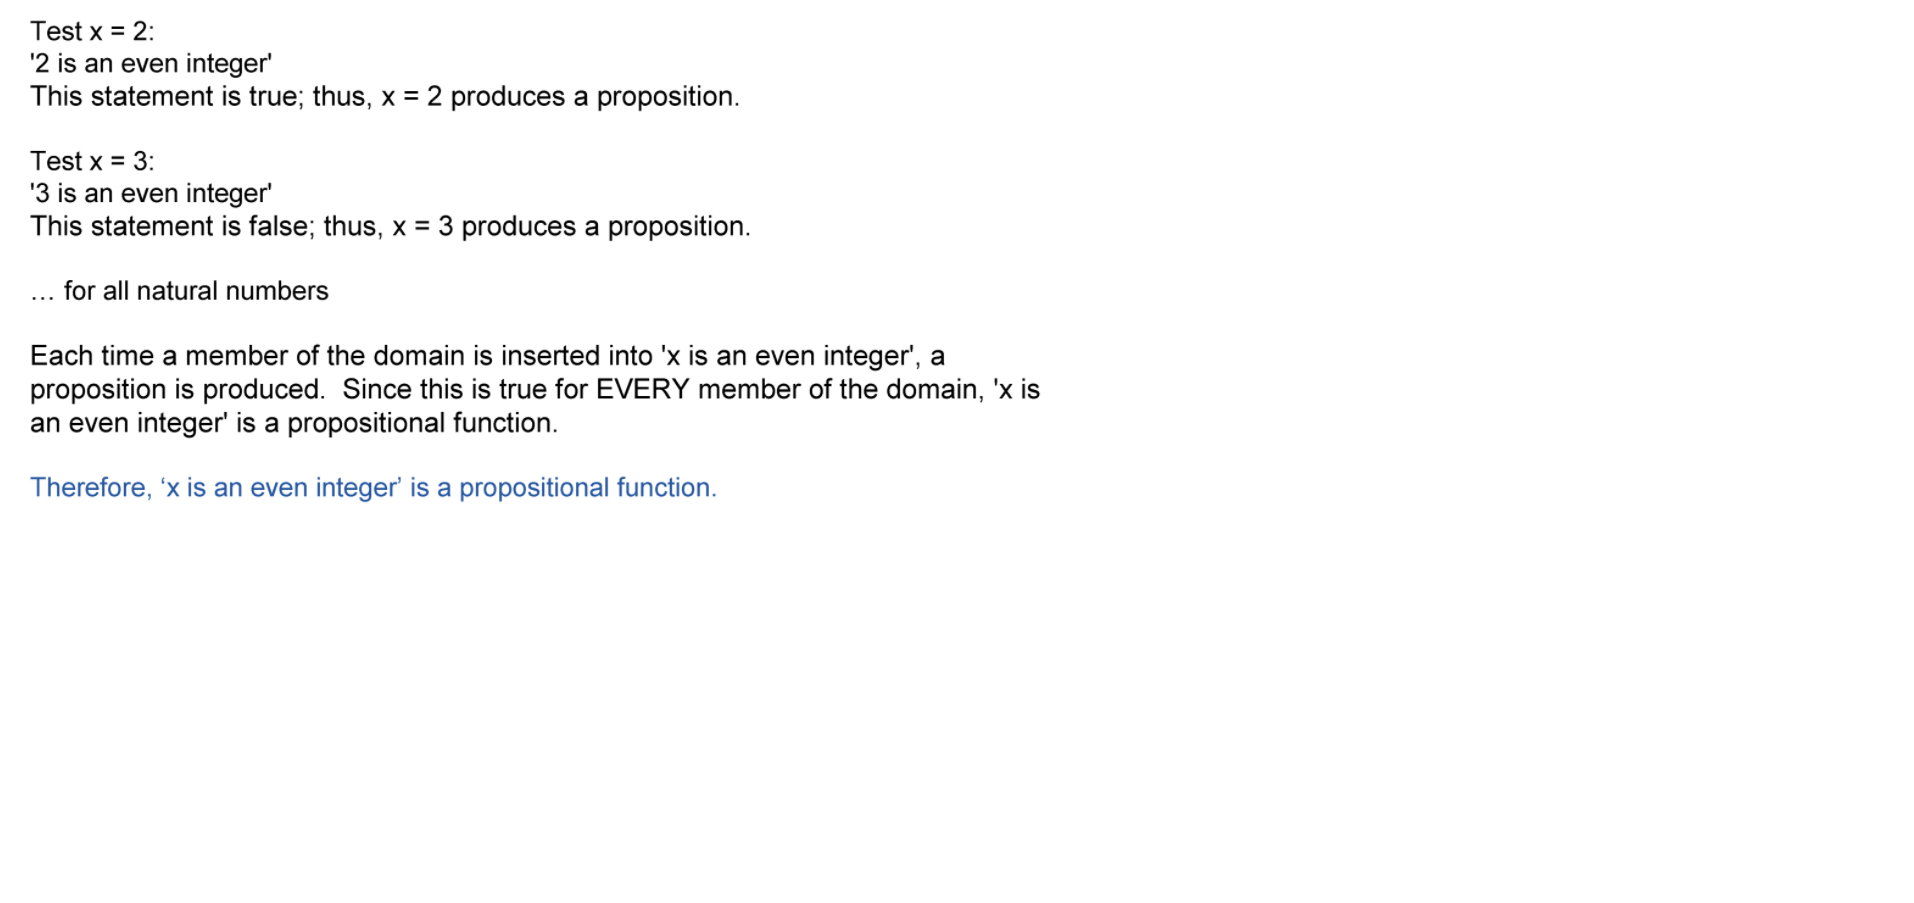 Test x = 2:
'2 is an even integer'
This statement is true; thus, x = 2 produces a proposition.
Test x = 3:
'3 is an even integer'
This statement is false; thus, x = 3 produces a proposition.
… for all natural numbers
Each time a member of the domain is inserted into 'x is an even integer', a
proposition is produced.  Since this is true for EVERY member of the domain, 'x is
an even integer' is a propositional function.
Therefore, ‘x is an even integer’ is a propositional function.